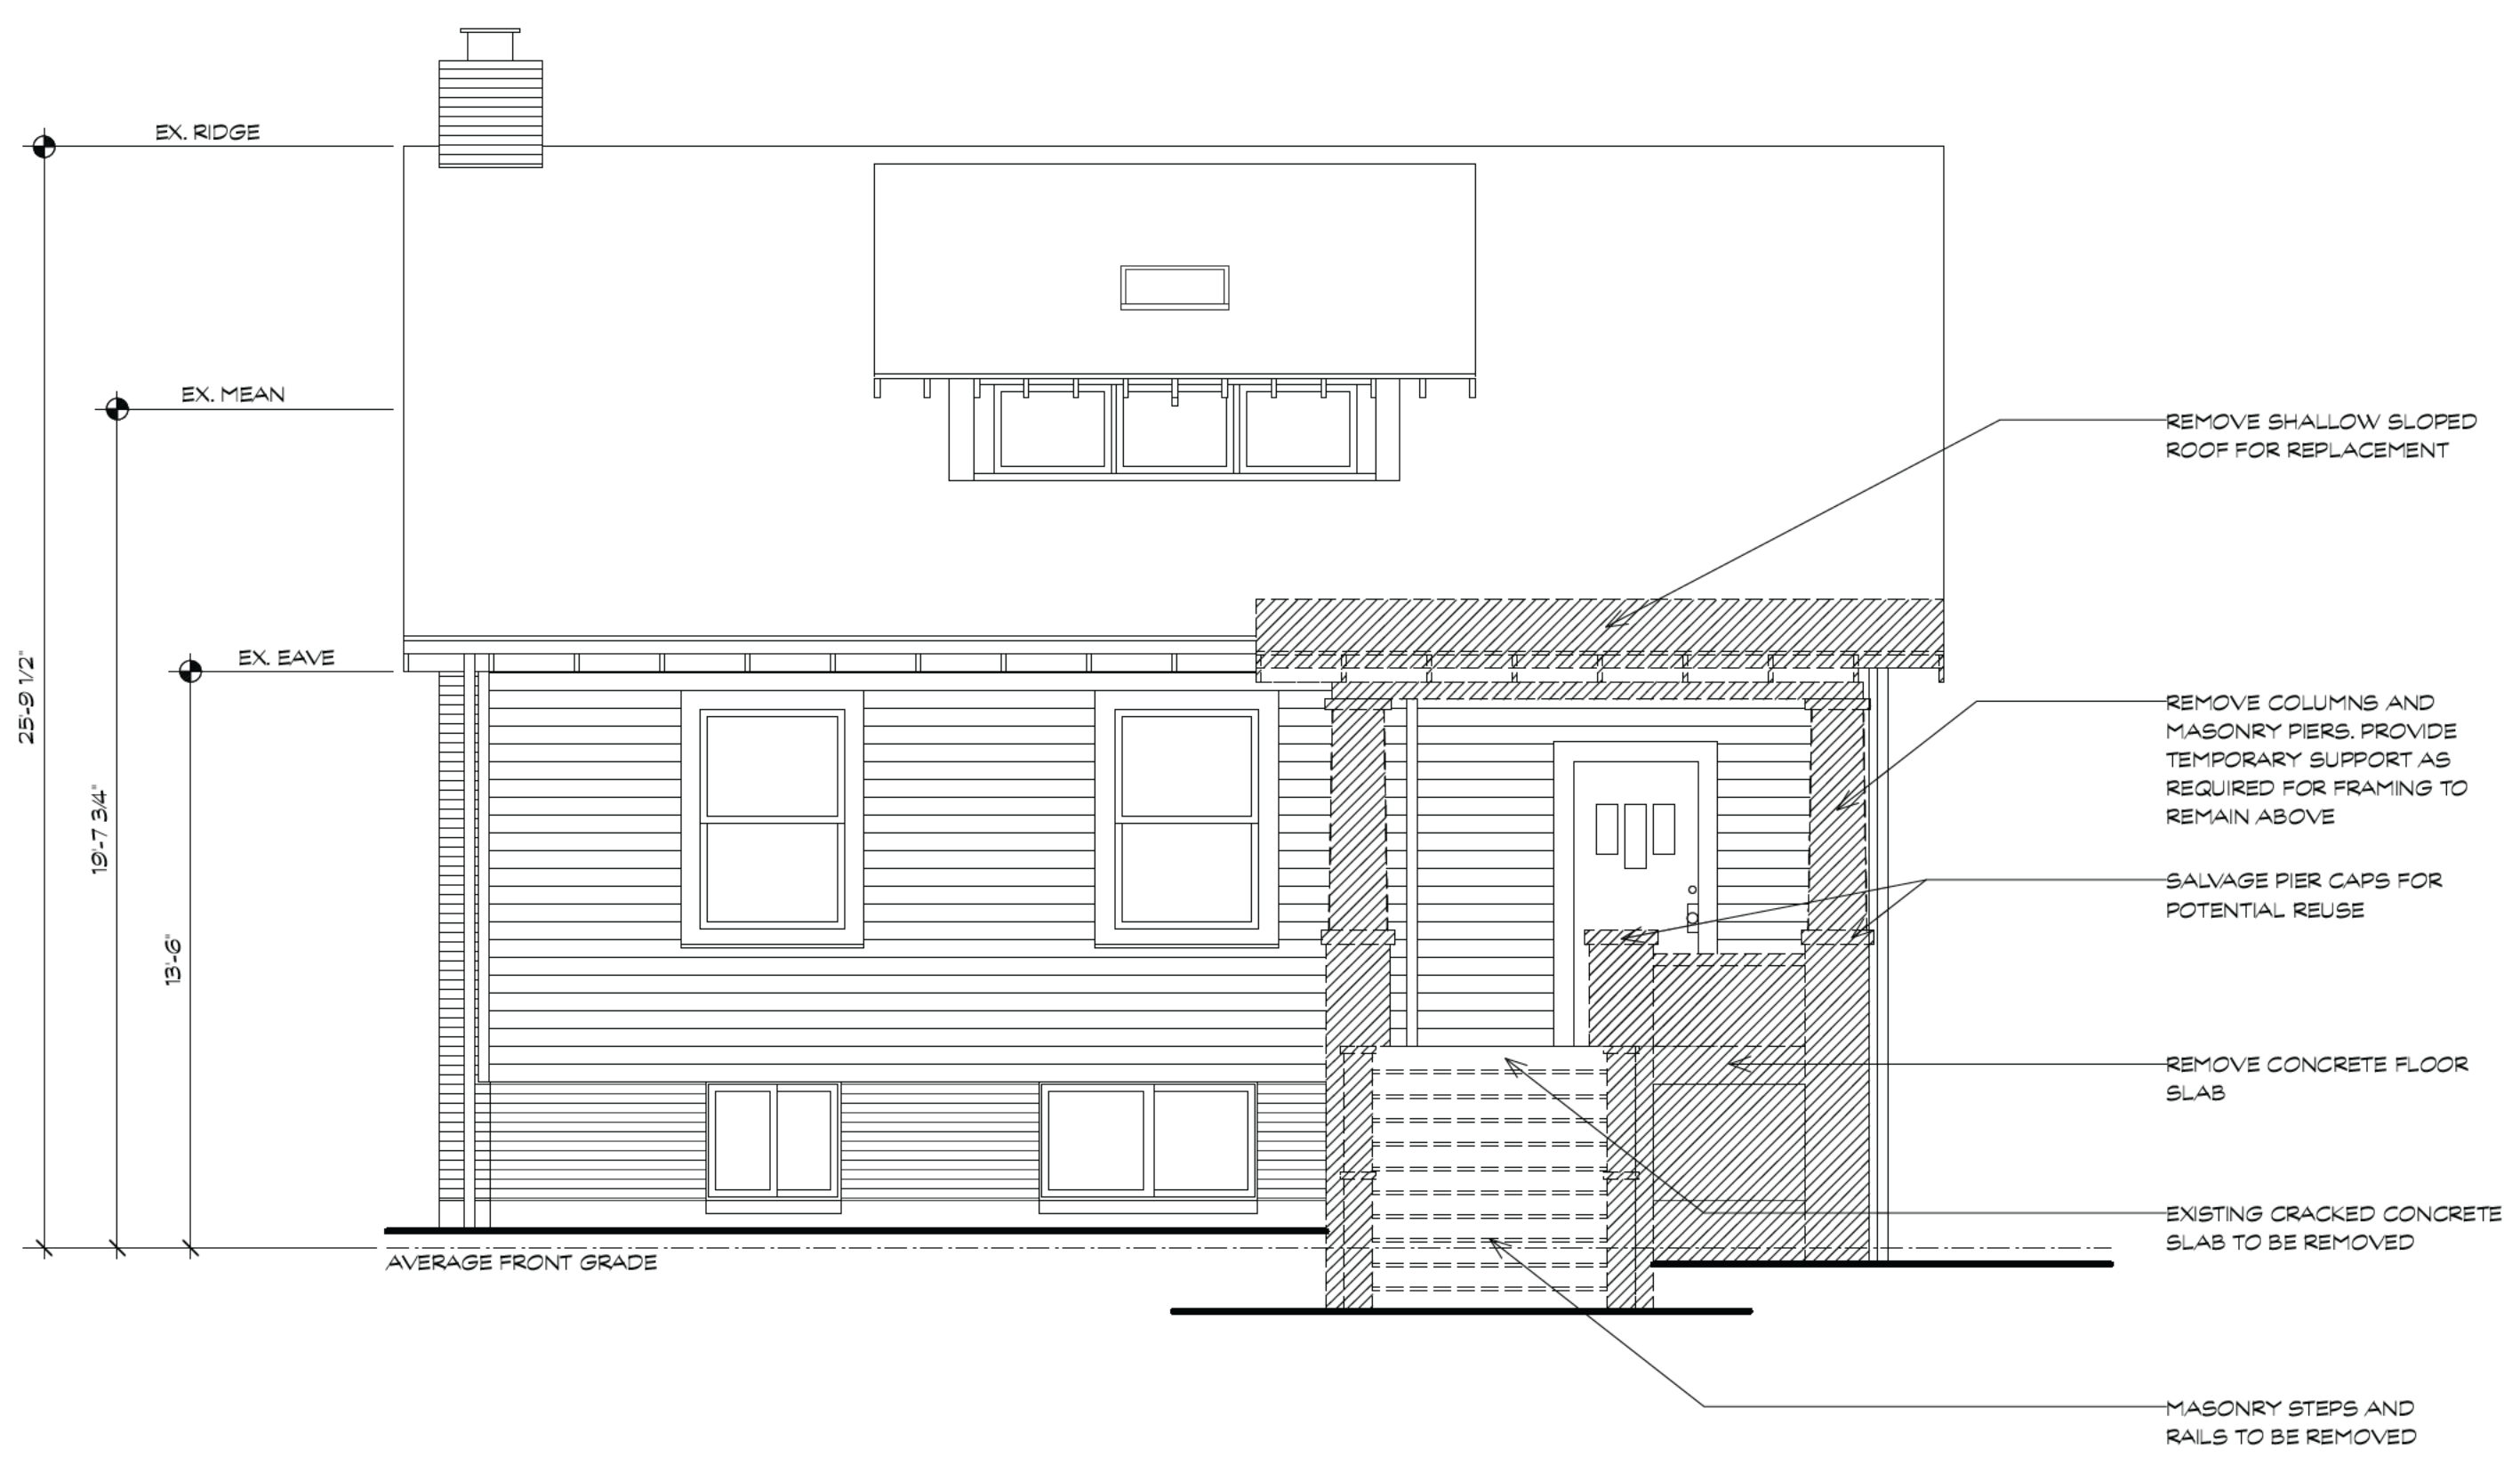 EX. RIDGE
EX. MEAN
EX. EAVE
25'-9 1/2"
19'-7 3/4"
13'-6"
AVERAGE FRONT GRADE
REMOVE SHALLOW SLOPED
ROOF FOR REPLACEMENT
REMOVE COLUMNS AND
MASONRY PIERS. PROVIDE
TEMPORARY SUPPORT AS
REQUIRED FOR FRAMING TO
REMAIN ABOVE
SALVAGE PIER CAPS FOR
POTENTIAL REUSE
REMOVE CONCRETE FLOOR
SLAB
EXISTING CRACKED CONCRETE
SLAB TO BE REMOVED
MASONRY STEPS AND
RAILS TO BE REMOVED